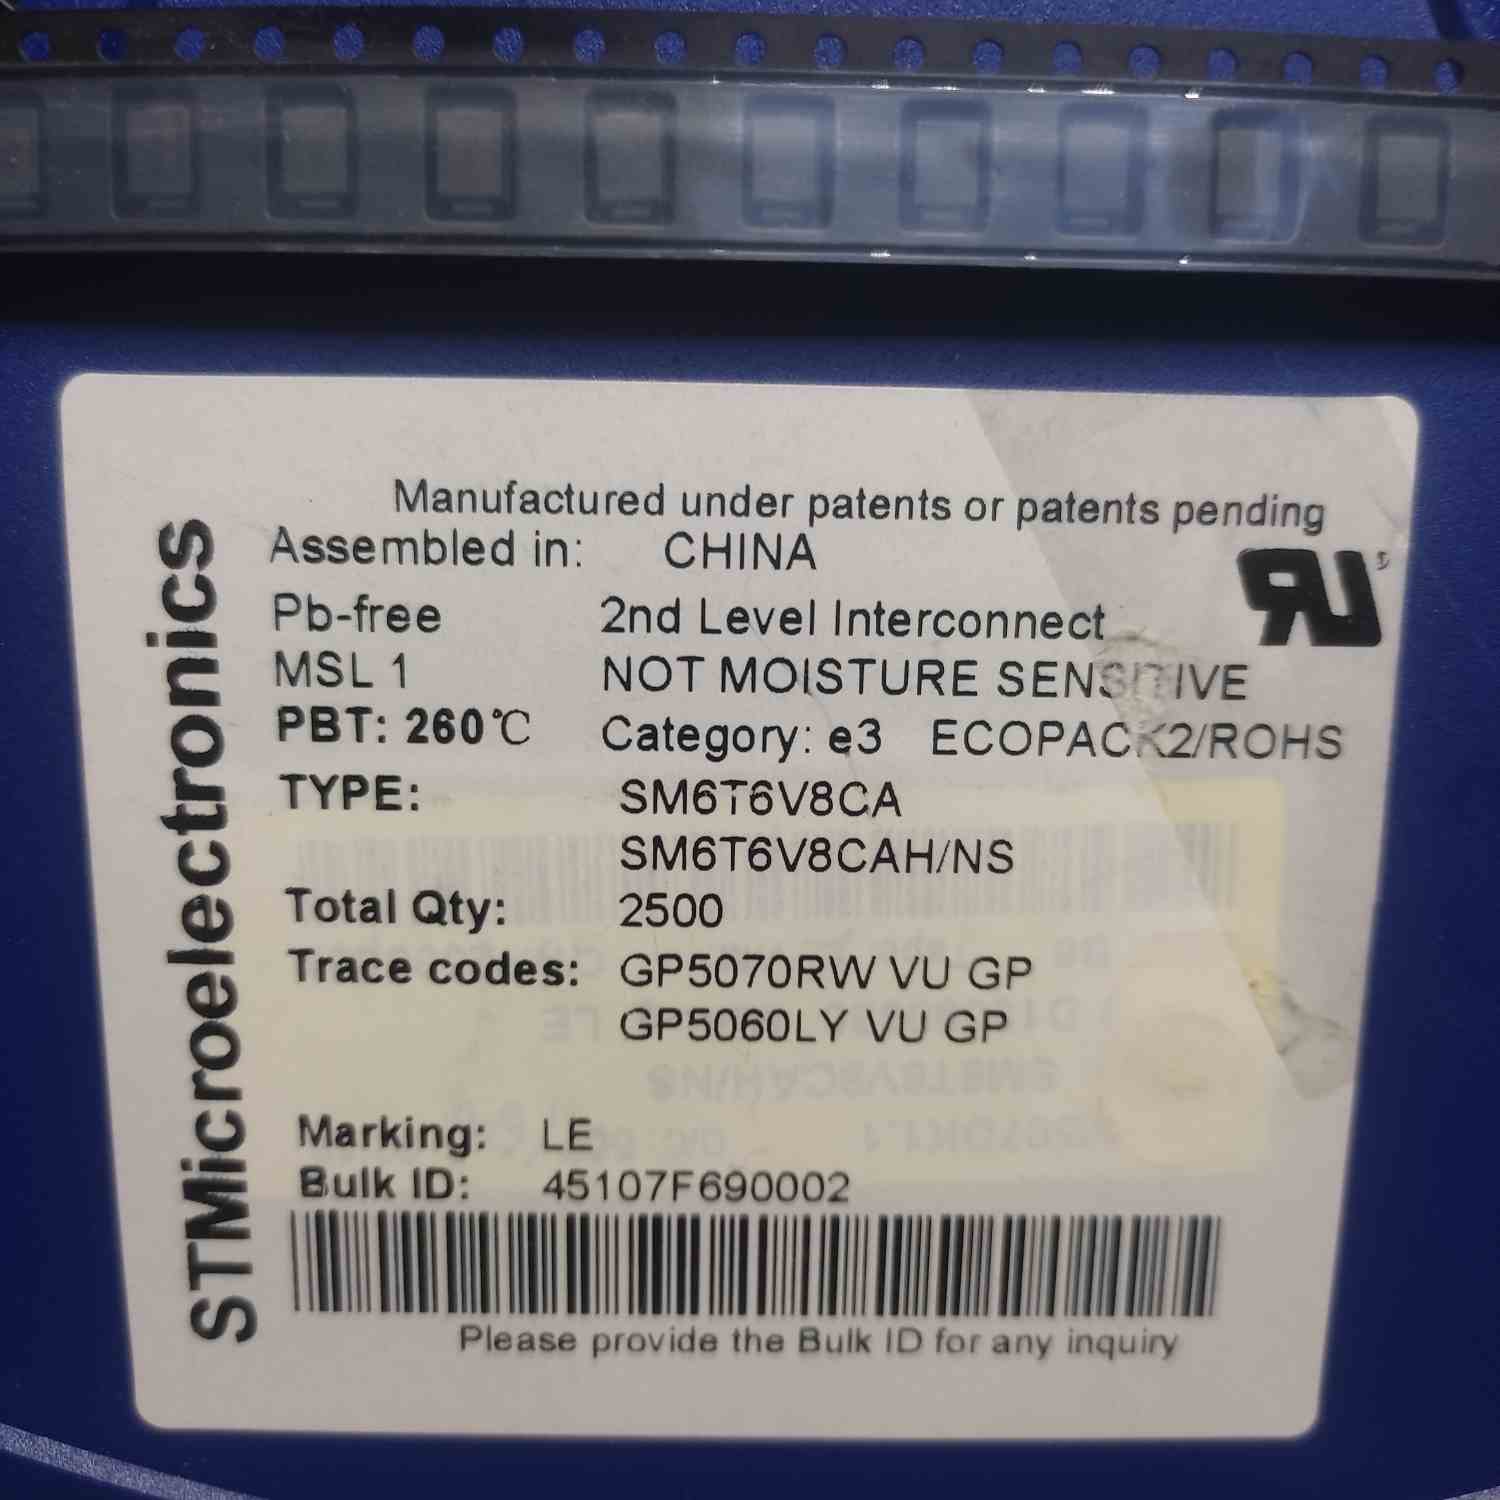 STMicroelectronics
Manufactured under patents or patents pending
Assembled in: CHINA
Pb-free 2nd Level Interconnect
MSL 1 NOT MOISTURE SENSITIVE
PBT: 260℃ Category: e3 ECOPACK2/ROHS
TYPE: SM6T6V8CA
SM6T6V8CAH/NS
Total Qty: 2500
Trace codes: GP5070RW VU GP
GP5060LY VU GP
Marking: LE
Bulk ID: 45107F690002
Please provide the Bulk ID for any inquiry